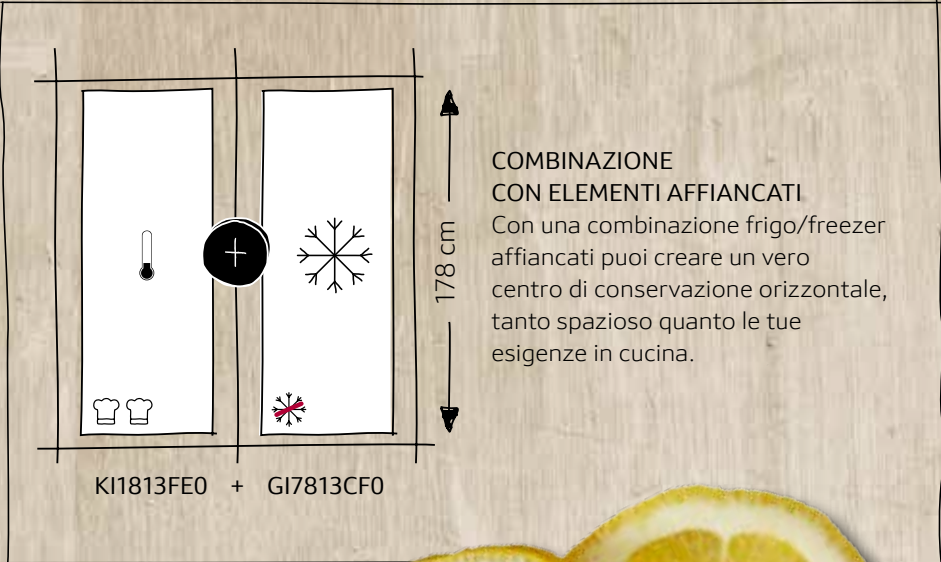 COMBINAZIONE
CON ELEMENTI AFFIANCATI
Con una combinazione frigo/freezer
affiancati puoi creare un vero
centro di conservazione orizzontale,
tanto spazioso quanto le tue
esigenze in cucina.
178 cm
KI1813FE0 + GI7813CF0